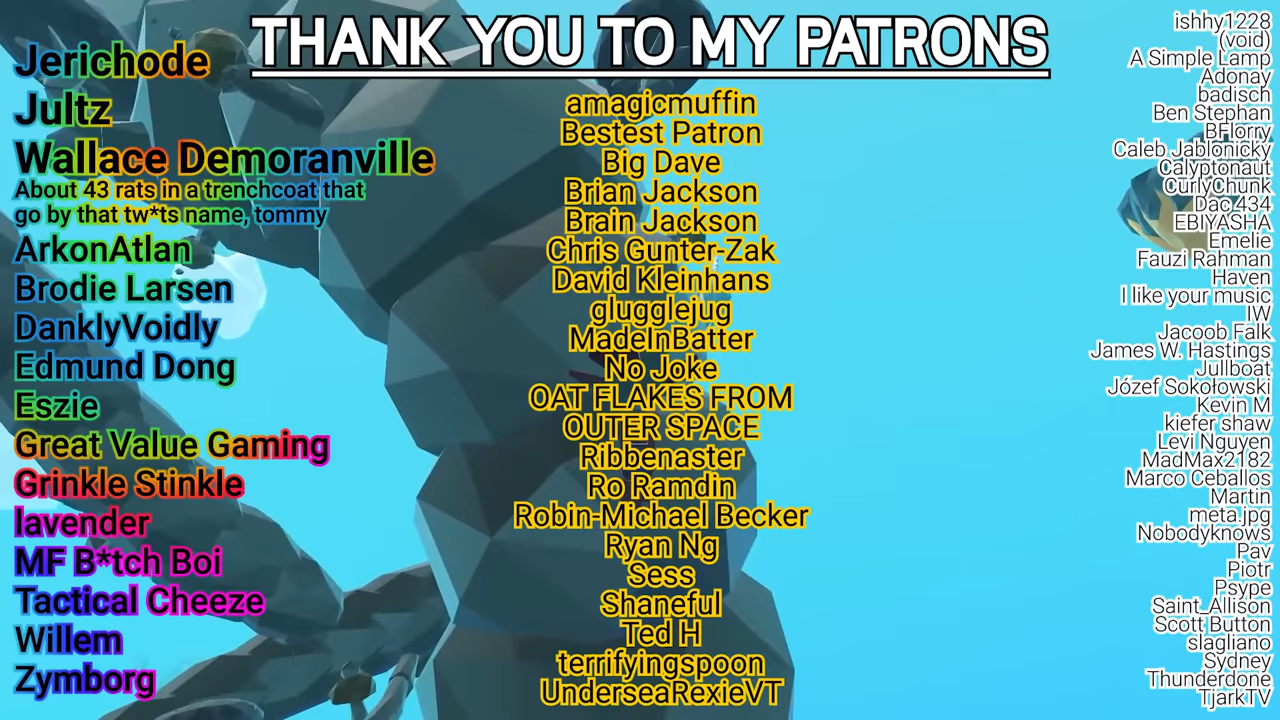 THANK YOU TO MY PATRONS
Jerichode
Jultz
Wallace Demoranville
About 43 rats in a trenchcoat that
go by that tw*ts name, tommy
ArkonAtlan
Brodie Larsen
DanklyVoidly
Edmund Dong
Eszie
Great Value Gaming
Grinkle Stinkle
lavender
MF B*tch Boi
Tactical Cheeze
Willem
Zymborg
amagicmuffin
Bestest Patron
Big Dave
Brian Jackson
Brain Jackson
Chris Gunter-Zak
David Kleinhans
glugglejug
MadeInBatter
No Joke
OAT FLAKES FROM
OUTER SPACE
Ribbenaster
Ro Ramdin
Robin-Michael Becker
Ryan Ng
Sess
Shaneful
Ted H
terrifyingspoon
UnderseaRexieVT
ishhy1228
(void)
A Simple Lamp
Adonay
badisch
Ben Stephan
BFlorry
Caleb Jablonicky
Calyptonaut
CurlyChunk
Dac 434
EBIYASHA
Emelie
Fauzi Rahman
Haven
I like your music
IW
Jacoob Falk
James W. Hastings
Jullboat
Józef Sokołowski
Kevin M
kiefer shaw
Levi Nguyen
MadMax2182
Marco Ceballos
Martin
meta.jpg
Nobodyknows
Pav
Piotr
Psype
Saint_Allison
Scott Button
slagliano
Sydney
Thunderdone
TjarkTV